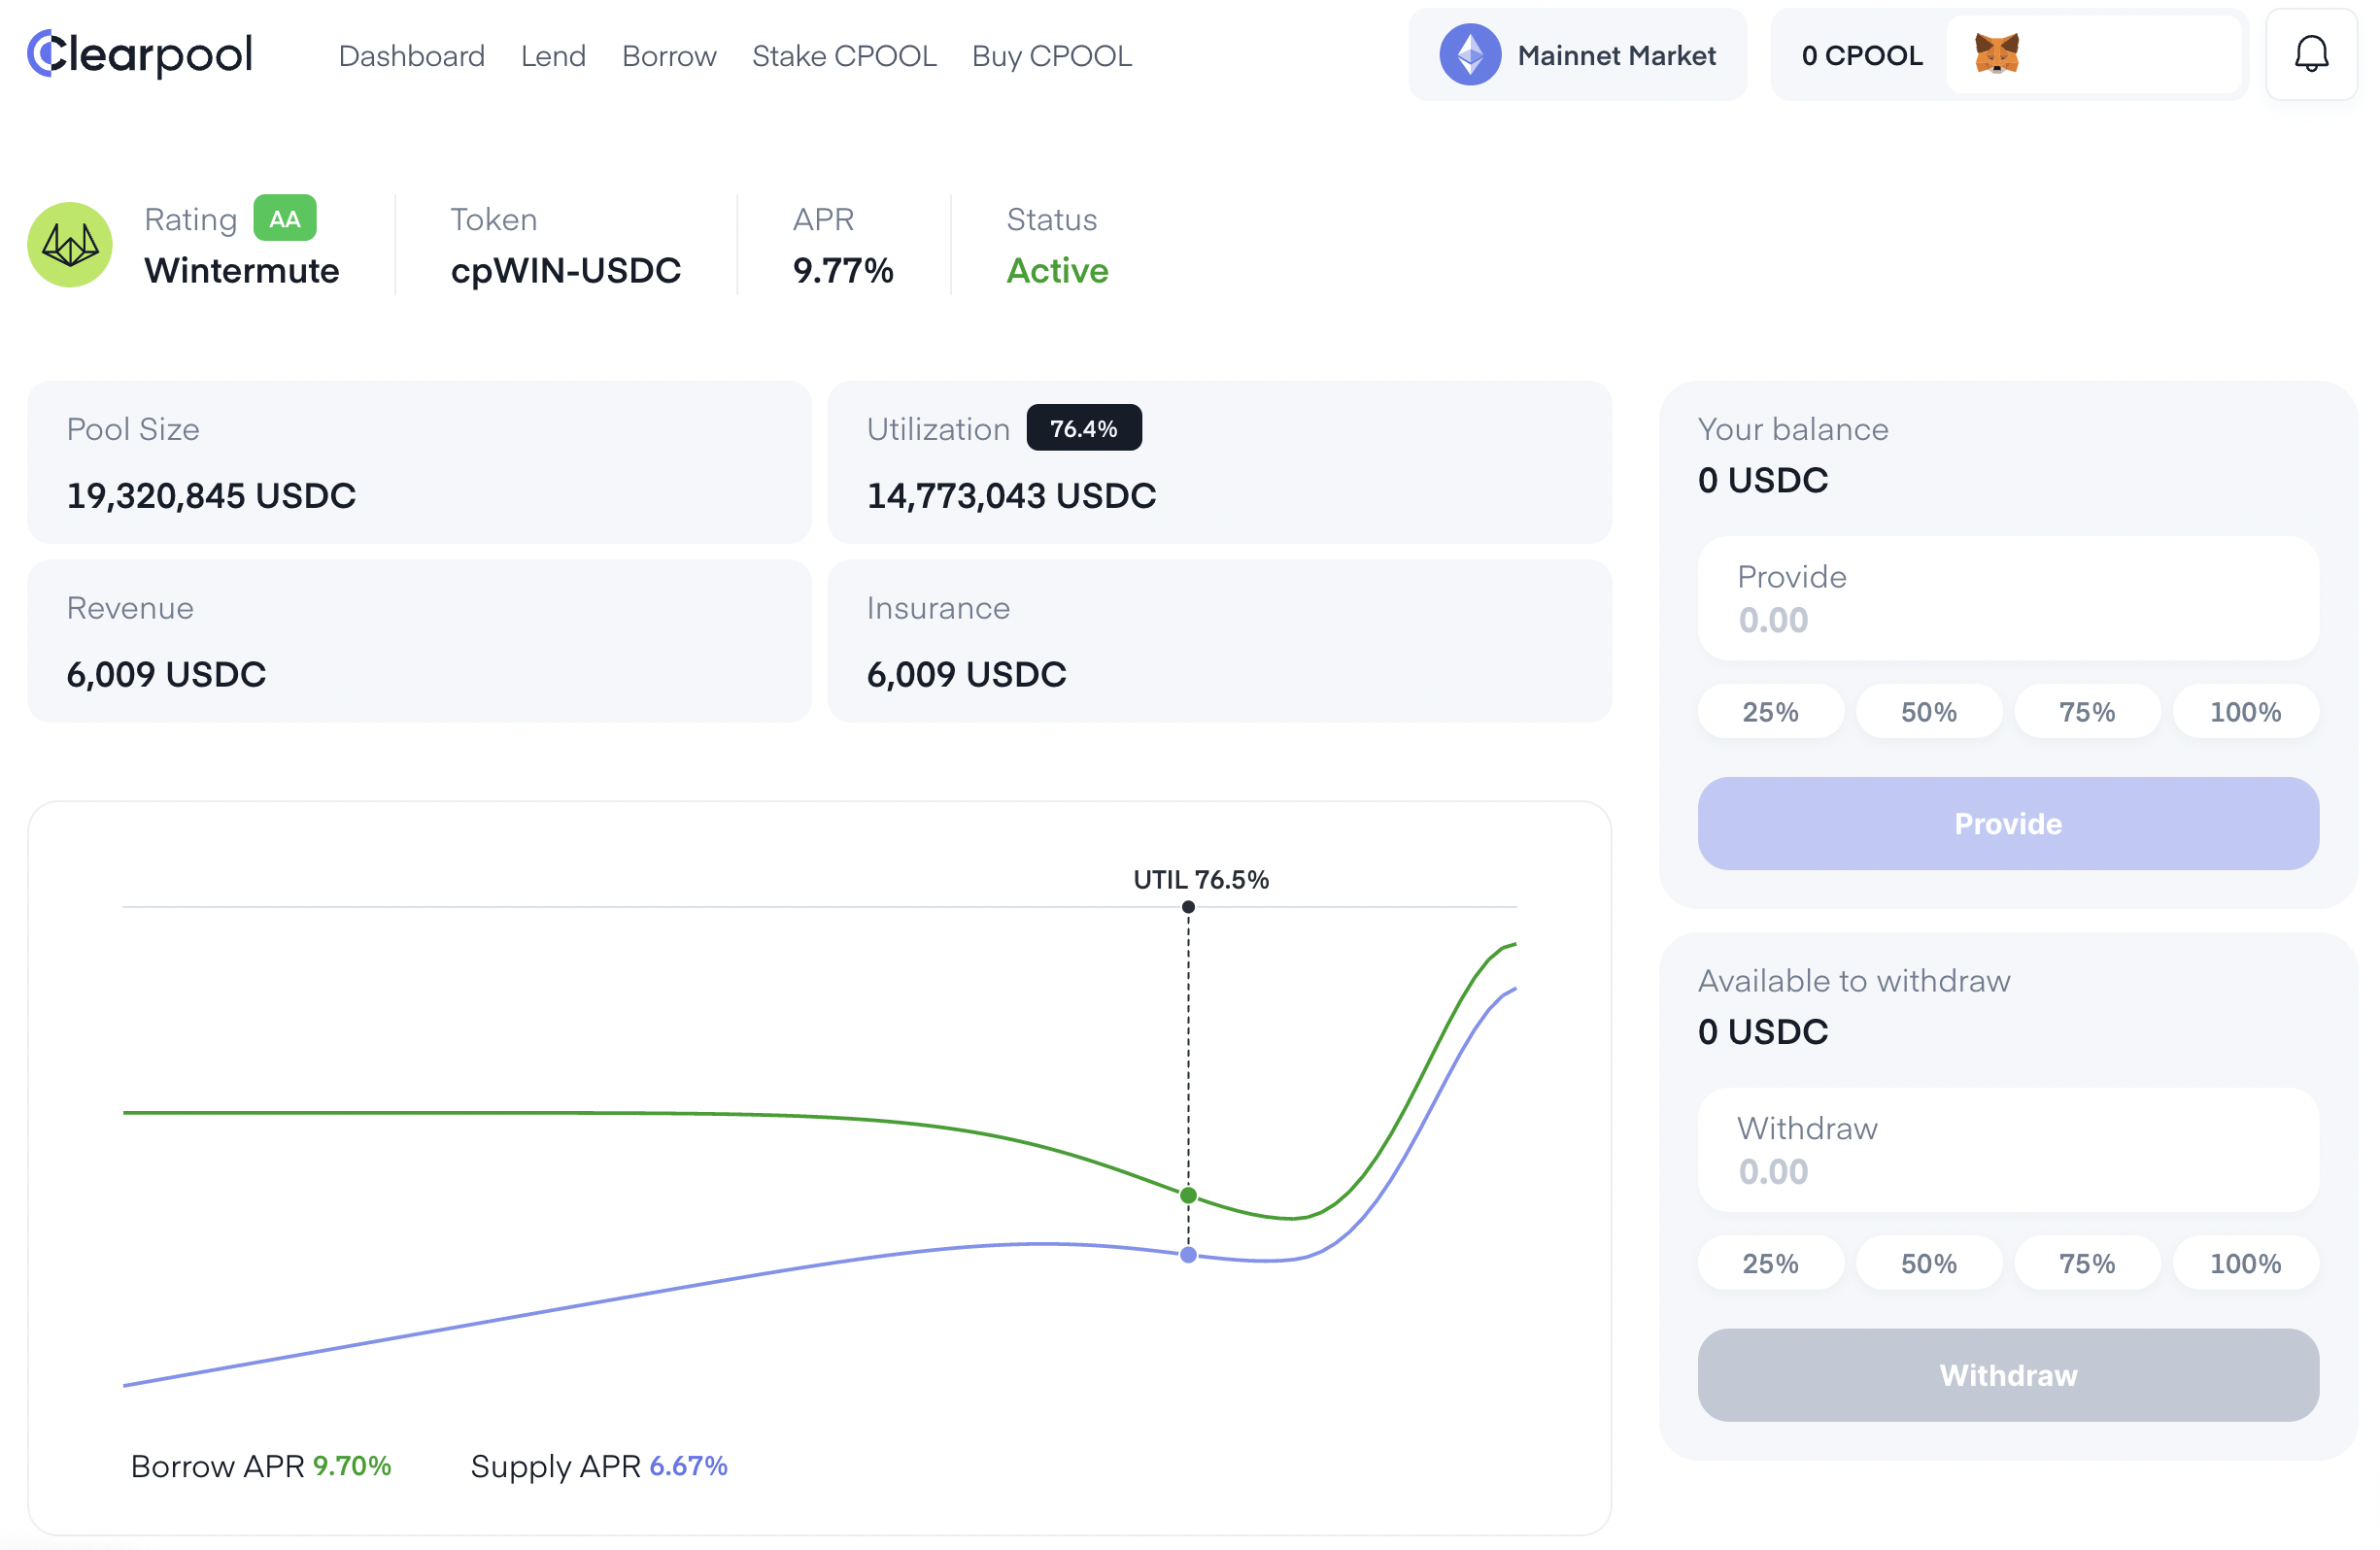 Clearpool
Dashboard Lend Borrow Stake CPOOL Buy CPOOL
Mainnet Market
0 CPOOL
Rating AA
Wintermute
Token
cpWIN-USDC
APR
9.77%
Status
Active
Pool Size
19,320,845 USDC
Utilization 76.4%
14,773,043 USDC
Revenue
6,009 USDC
Insurance
6,009 USDC
UTIL 76.5%
Borrow APR 9.70% Supply APR 6.67%
Your balance
0 USDC
Provide
0.00
25% 50% 75% 100%
Provide
Available to withdraw
0 USDC
Withdraw
0.00
25% 50% 75% 100%
Withdraw